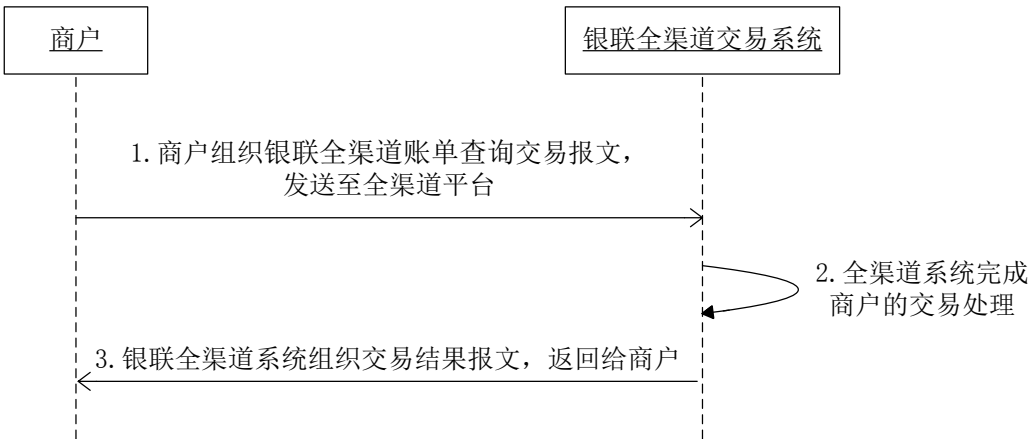 商户
银联全渠道交易系统
1.商户组织银联全渠道账单查询交易报文，
发送至全渠道平台
2.全渠道系统完成
商户的交易处理
3.银联全渠道系统组织交易结果报文，返回给商户